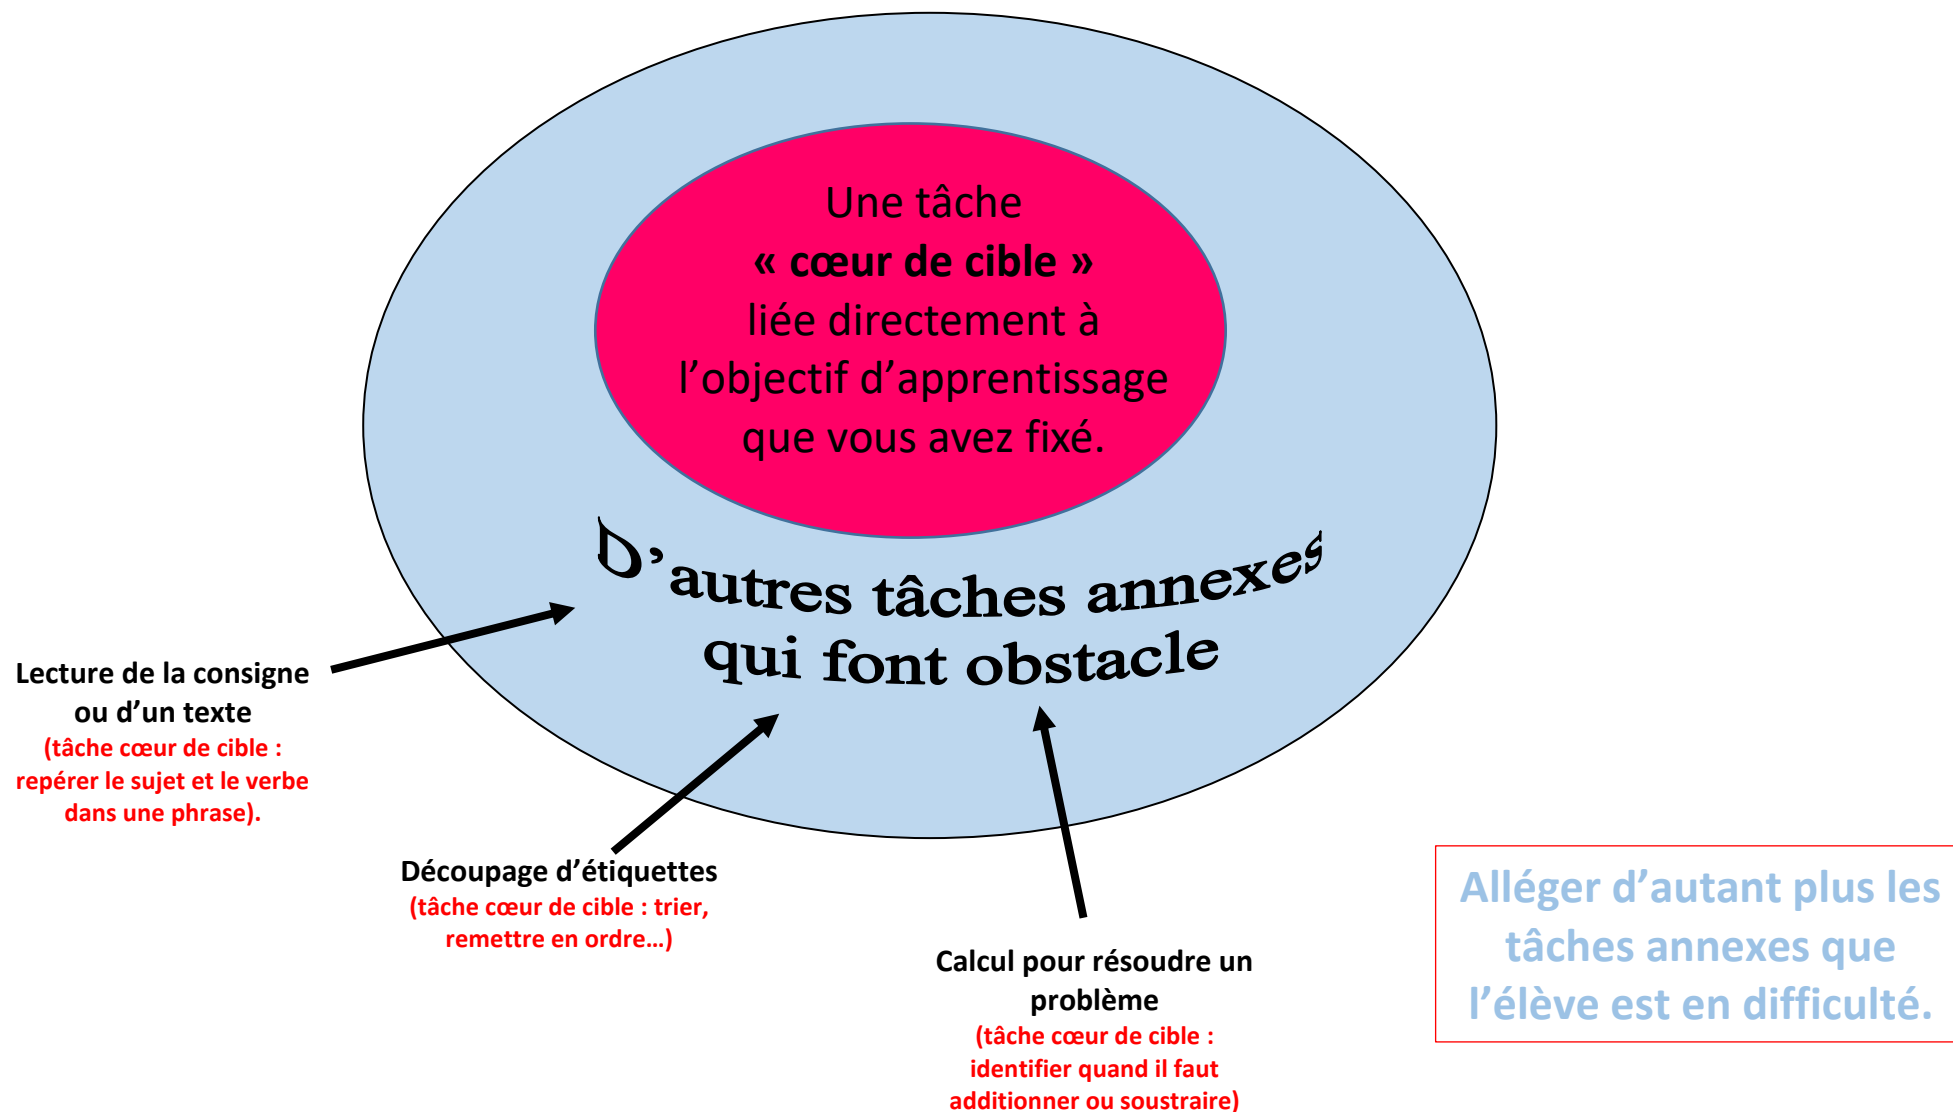 Une tâche
« cœur de cible »
liée directement à
l’objectif d’apprentissage
que vous avez fixé.
D’autres tâches annexes
qui font obstacle
Lecture de la consigne
ou d’un texte
(tâche cœur de cible :
repérer le sujet et le verbe
dans une phrase).
Découpage d’étiquettes
(tâche cœur de cible : trier,
remettre en ordre…)
Calcul pour résoudre un
problème
(tâche cœur de cible :
identifier quand il faut
additionner ou soustraire)
Alléger d’autant plus les
tâches annexes que
l’élève est en difficulté.